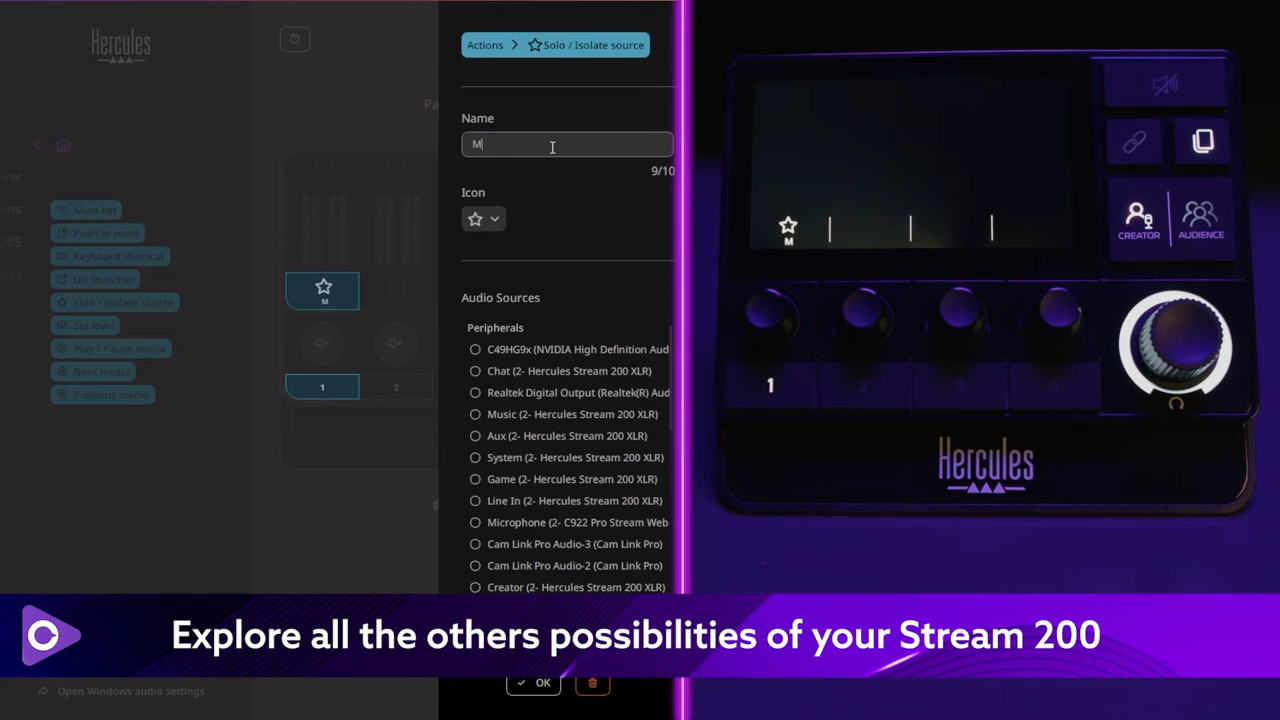 Hercules
xer
ons
OBS
Mute list
Push to mute
Keyboard shortcut
Url launcher
Solo / Isolate source
Set level
Play / Pause media
Next media
Previous media
Open Windows audio settings
Pa
M
1
2
Actions > Solo / Isolate source
Name
M
9/10
Icon
Audio Sources
Peripherals
C49HG9x (NVIDIA High Definition Aud
Chat (2- Hercules Stream 200 XLR)
Realtek Digital Output (Realtek(R) Aud
Music (2- Hercules Stream 200 XLR)
Aux (2- Hercules Stream 200 XLR)
System (2- Hercules Stream 200 XLR)
Game (2- Hercules Stream 200 XLR)
Line In (2- Hercules Stream 200 XLR)
Microphone (2- C922 Pro Stream Web
Cam Link Pro Audio-3 (Cam Link Pro)
Cam Link Pro Audio-2 (Cam Link Pro)
Creator (2- Hercules Stream 200 XLR)
OK
M
CREATOR
AUDIENCE
1
Hercules
Explore all the others possibilities of your Stream 200